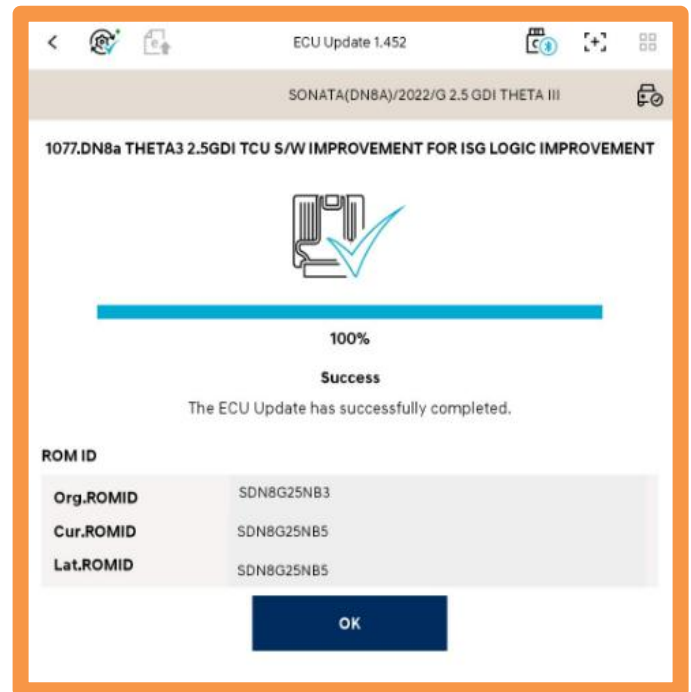 ECU Update 1.452
SONATA(DN8A)/2022/G 2.5 GDI THETA III
1077.DN8a THETA3 2.5GDI TCU S/W IMPROVEMENT FOR ISG LOGIC IMPROVEMENT
100%
Success
The ECU Update has successfully completed.
ROM ID
Org.ROMID SDN8G25NB3
Cur.ROMID SDN8G25NB5
Lat.ROMID SDN8G25NB5
OK